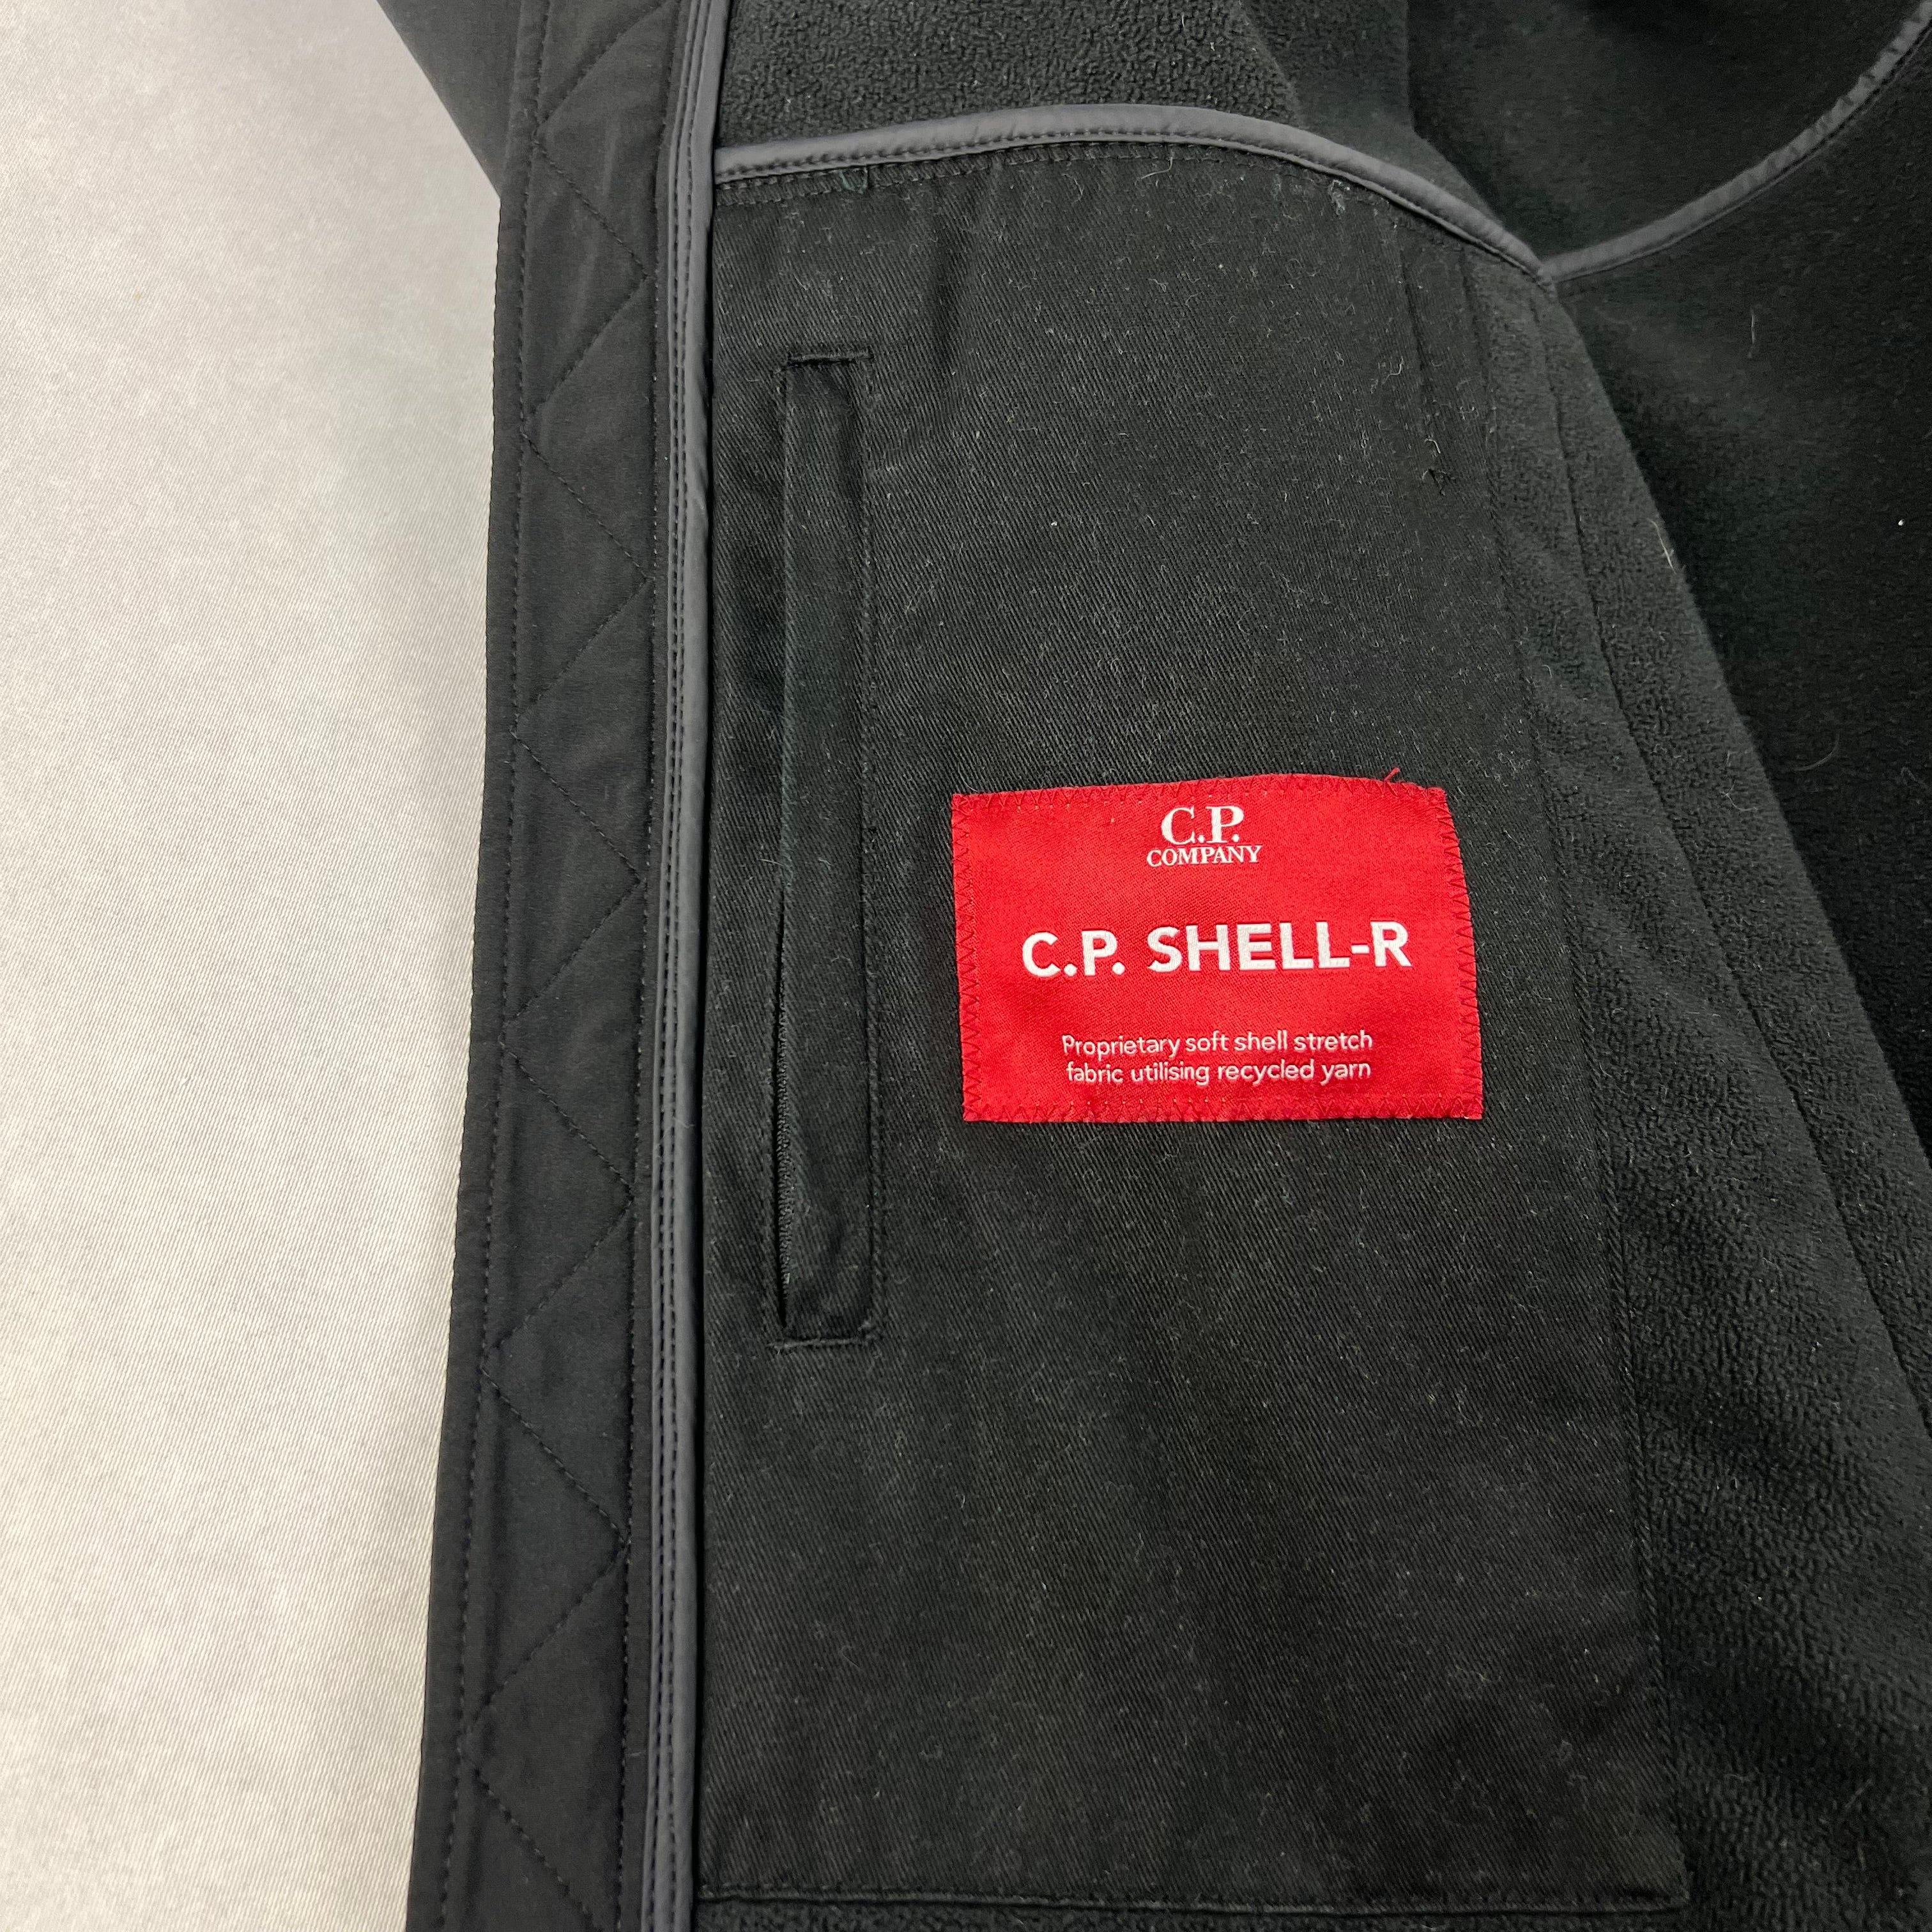 C.P.
COMPANY
C.P. SHELL-R
Proprietary soft shell stretch
fabric utilising recycled yarn